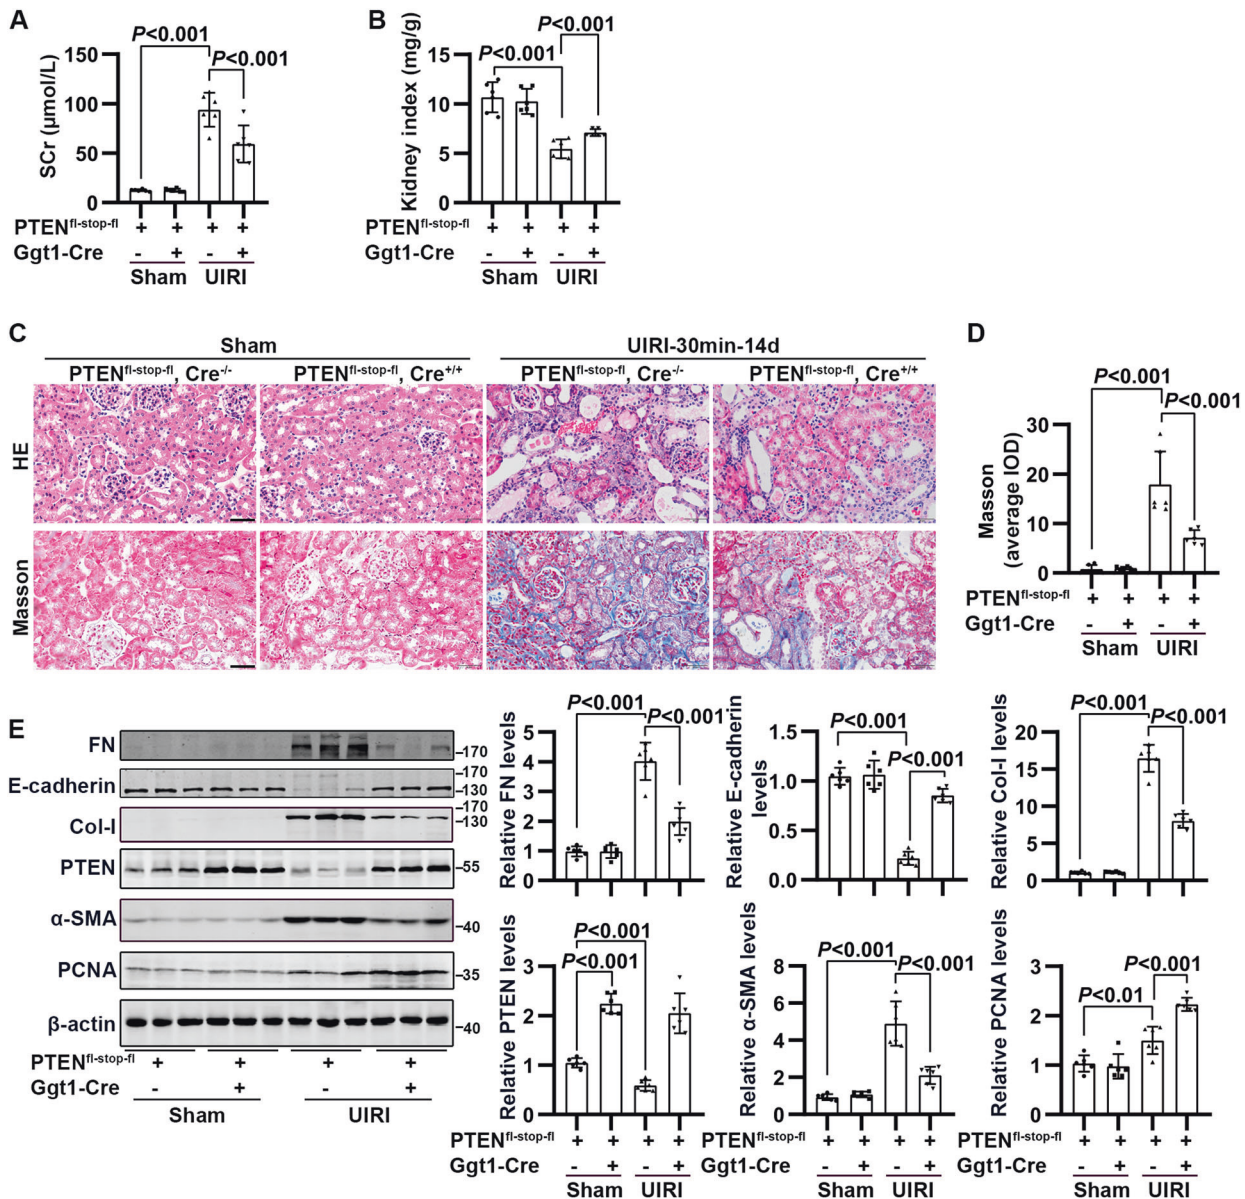 A
SCr (μmol/L)
150
100
50
0
P<0.001
P<0.001
PTENfl-stop-fl + + + +
Ggt1-Cre - + - +
Sham UIRI
B
Kidney index (mg/g)
15
10
5
0
P<0.001
P<0.001
PTENfl-stop-fl + + + +
Ggt1-Cre - + - +
Sham UIRI
C
Sham UIRI-30min-14d
PTENfl-stop-fl, Cre-/- PTENfl-stop-fl, Cre+/+ PTENfl-stop-fl, Cre-/- PTENfl-stop-fl, Cre+/+
HE
Masson
D
Masson
(average IOD)
30
20
10
0
P<0.001
P<0.001
PTENfl-stop-fl + + + +
Ggt1-Cre - + - +
Sham UIRI
E
FN –170
E-cadherin –170
–130
Col-I –170
–130
PTEN –55
α-SMA –40
PCNA –35
β-actin –40
PTENfl-stop-fl + + + +
Ggt1-Cre - + - +
Sham UIRI
Relative FN levels
5
4
3
2
1
0
P<0.001
P<0.001
Relative E-cadherin
levels
1.5
1.0
0.5
0.0
P<0.001
P<0.001
Relative Col-I levels
20
15
10
5
0
P<0.001
P<0.001
Relative PTEN levels
3
2
1
0
P<0.001
P<0.001
PTENfl-stop-fl + + + +
Ggt1-Cre - + - +
Sham UIRI
Relative α-SMA levels
8
6
4
2
0
P<0.001
P<0.001
PTENfl-stop-fl + + + +
Ggt1-Cre - + - +
Sham UIRI
Relative PCNA levels
3
2
1
0
P<0.01
P<0.001
PTENfl-stop-fl + + + +
Ggt1-Cre - + - +
Sham UIRI